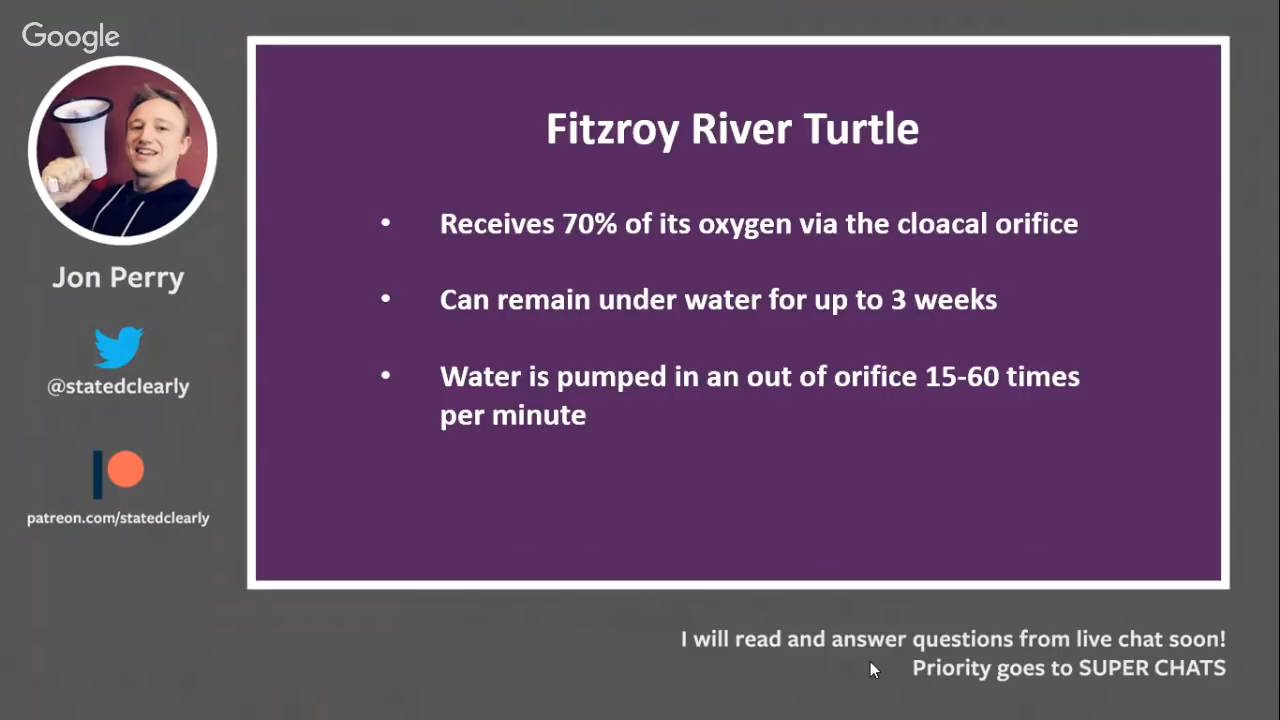 Google
Fitzroy River Turtle
• Receives 70% of its oxygen via the cloacal orifice
• Can remain under water for up to 3 weeks
• Water is pumped in an out of orifice 15-60 times
per minute
Jon Perry
@statedclearly
patreon.com/statedclearly
I will read and answer questions from live chat soon!
Priority goes to SUPER CHATS